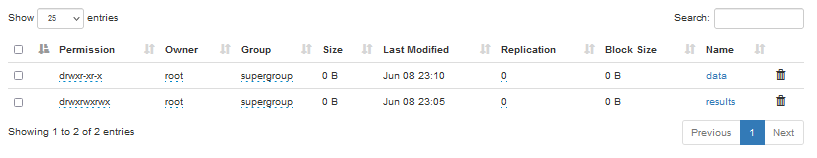 Show 25 entries Search:
Permission Owner Group Size Last Modified Replication Block Size Name
drwxr-xr-x root supergroup 0 B Jun 08 23:10 0 0 B data
drwxrwxrwx root supergroup 0 B Jun 08 23:05 0 0 B results
Showing 1 to 2 of 2 entries Previous 1 Next